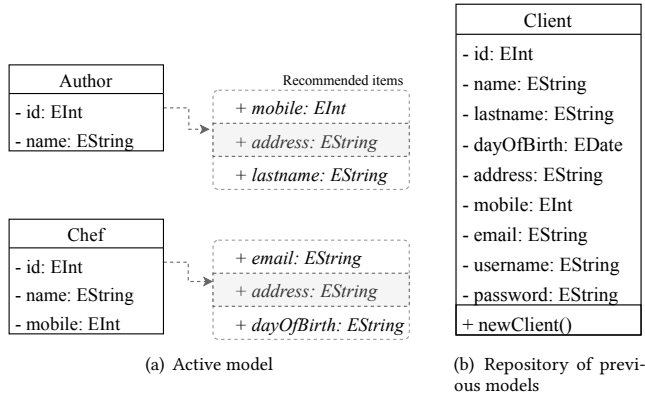 Author
- id: EInt
- name: EString
Recommended items
+ mobile: EInt
+ address: EString
+ lastname: EString
Chef
- id: EInt
- name: EString
- mobile: EInt
+ email: EString
+ address: EString
+ dayOfBirth: EString
(a) Active model
Client
- id: EInt
- name: EString
- lastname: EString
- dayOfBirth: EDate
- address: EString
- mobile: EInt
- email: EString
- username: EString
- password: EString
+ newClient()
(b) Repository of previ-
ous models